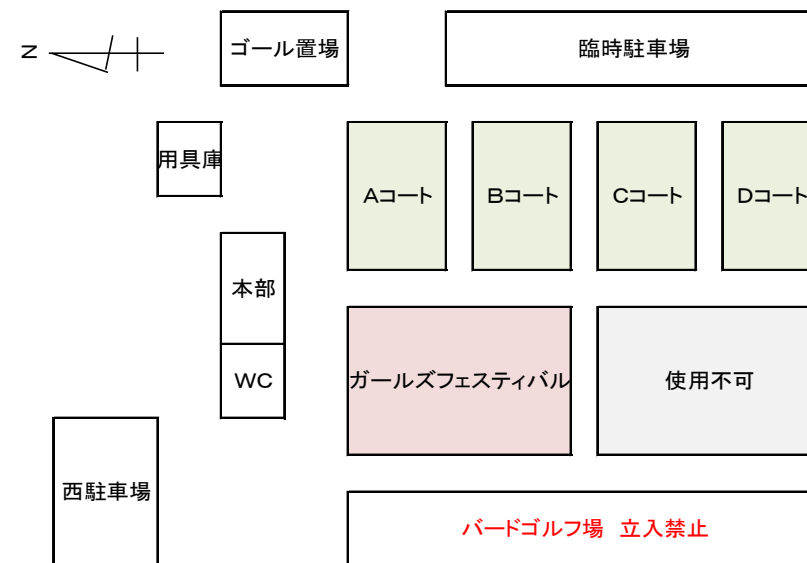 N
ゴール置場
臨時駐車場
用具庫
Aコート
Bコート
Cコート
Dコート
本部
WC
ガールズフェスティバル
使用不可
西駐車場
バードゴルフ場　立入禁止